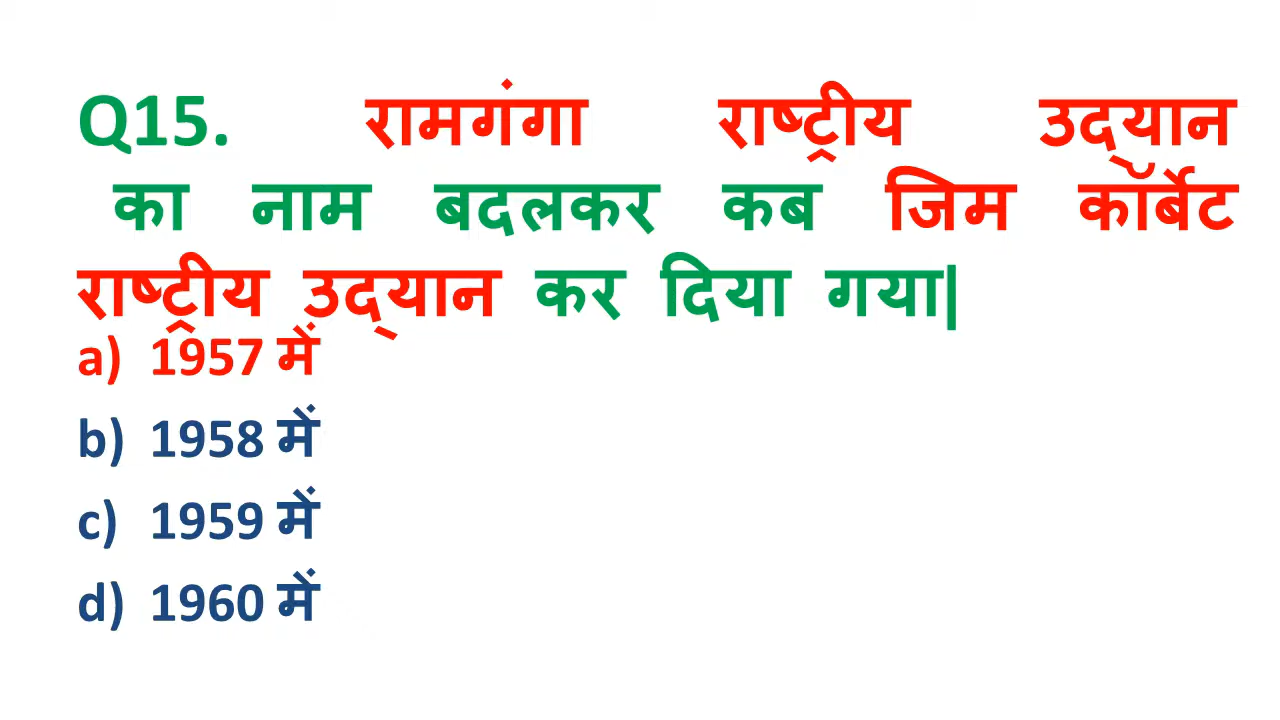 Q15. रामगंगा राष्ट्रीय उद्यान
का नाम बदलकर कब जिम कॉर्बेट
राष्ट्रीय उद्यान कर दिया गया|
a) 1957 में
b) 1958 में
c) 1959 में
d) 1960 में